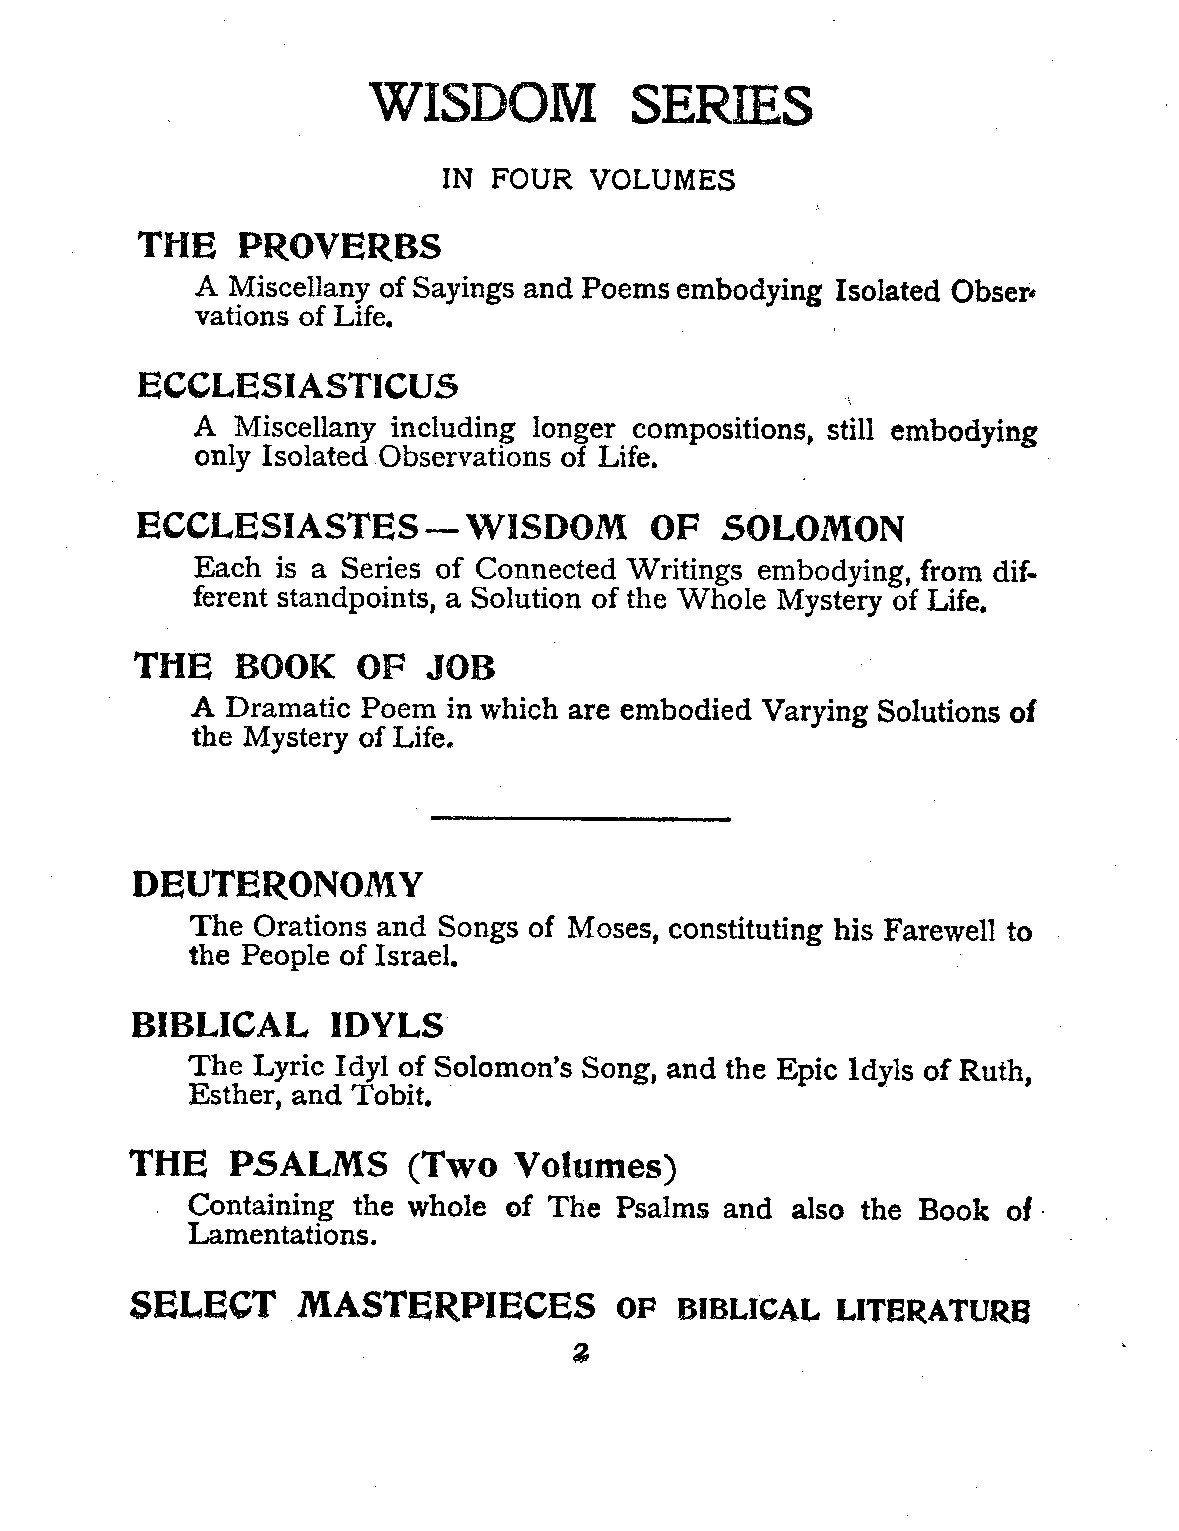 WISDOM SERIES
IN FOUR VOLUMES
THE PROVERBS
A Miscellany of Sayings and Poems embodying Isolated Obser-
vations of Life.
ECCLESIASTICUS
A Miscellany including longer compositions, still embodying
only Isolated Observations of Life.
ECCLESIASTES—WISDOM OF SOLOMON
Each is a Series of Connected Writings embodying, from dif-
ferent standpoints, a Solution of the Whole Mystery of Life.
THE BOOK OF JOB
A Dramatic Poem in which are embodied Varying Solutions of
the Mystery of Life.
DEUTERONOMY
The Orations and Songs of Moses, constituting his Farewell to
the People of Israel.
BIBLICAL IDYLS
The Lyric Idyl of Solomon's Song, and the Epic Idyls of Ruth,
Esther, and Tobit.
THE PSALMS (Two Volumes)
Containing the whole of The Psalms and also the Book of
Lamentations.
SELECT MASTERPIECES OF BIBLICAL LITERATURE
2